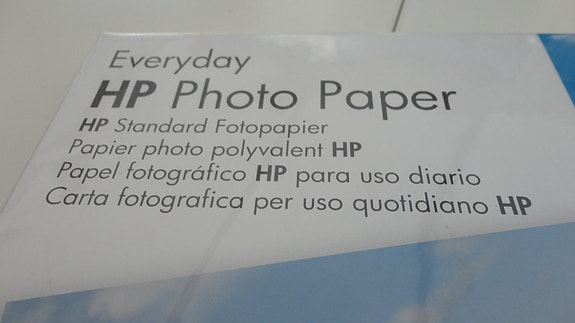 Everyday
HP Photo Paper
HP Standard Fotopapier
Papier photo polyvalent HP
Papel fotográfico HP para uso diario
Carta fotografica per uso quotidiano HP